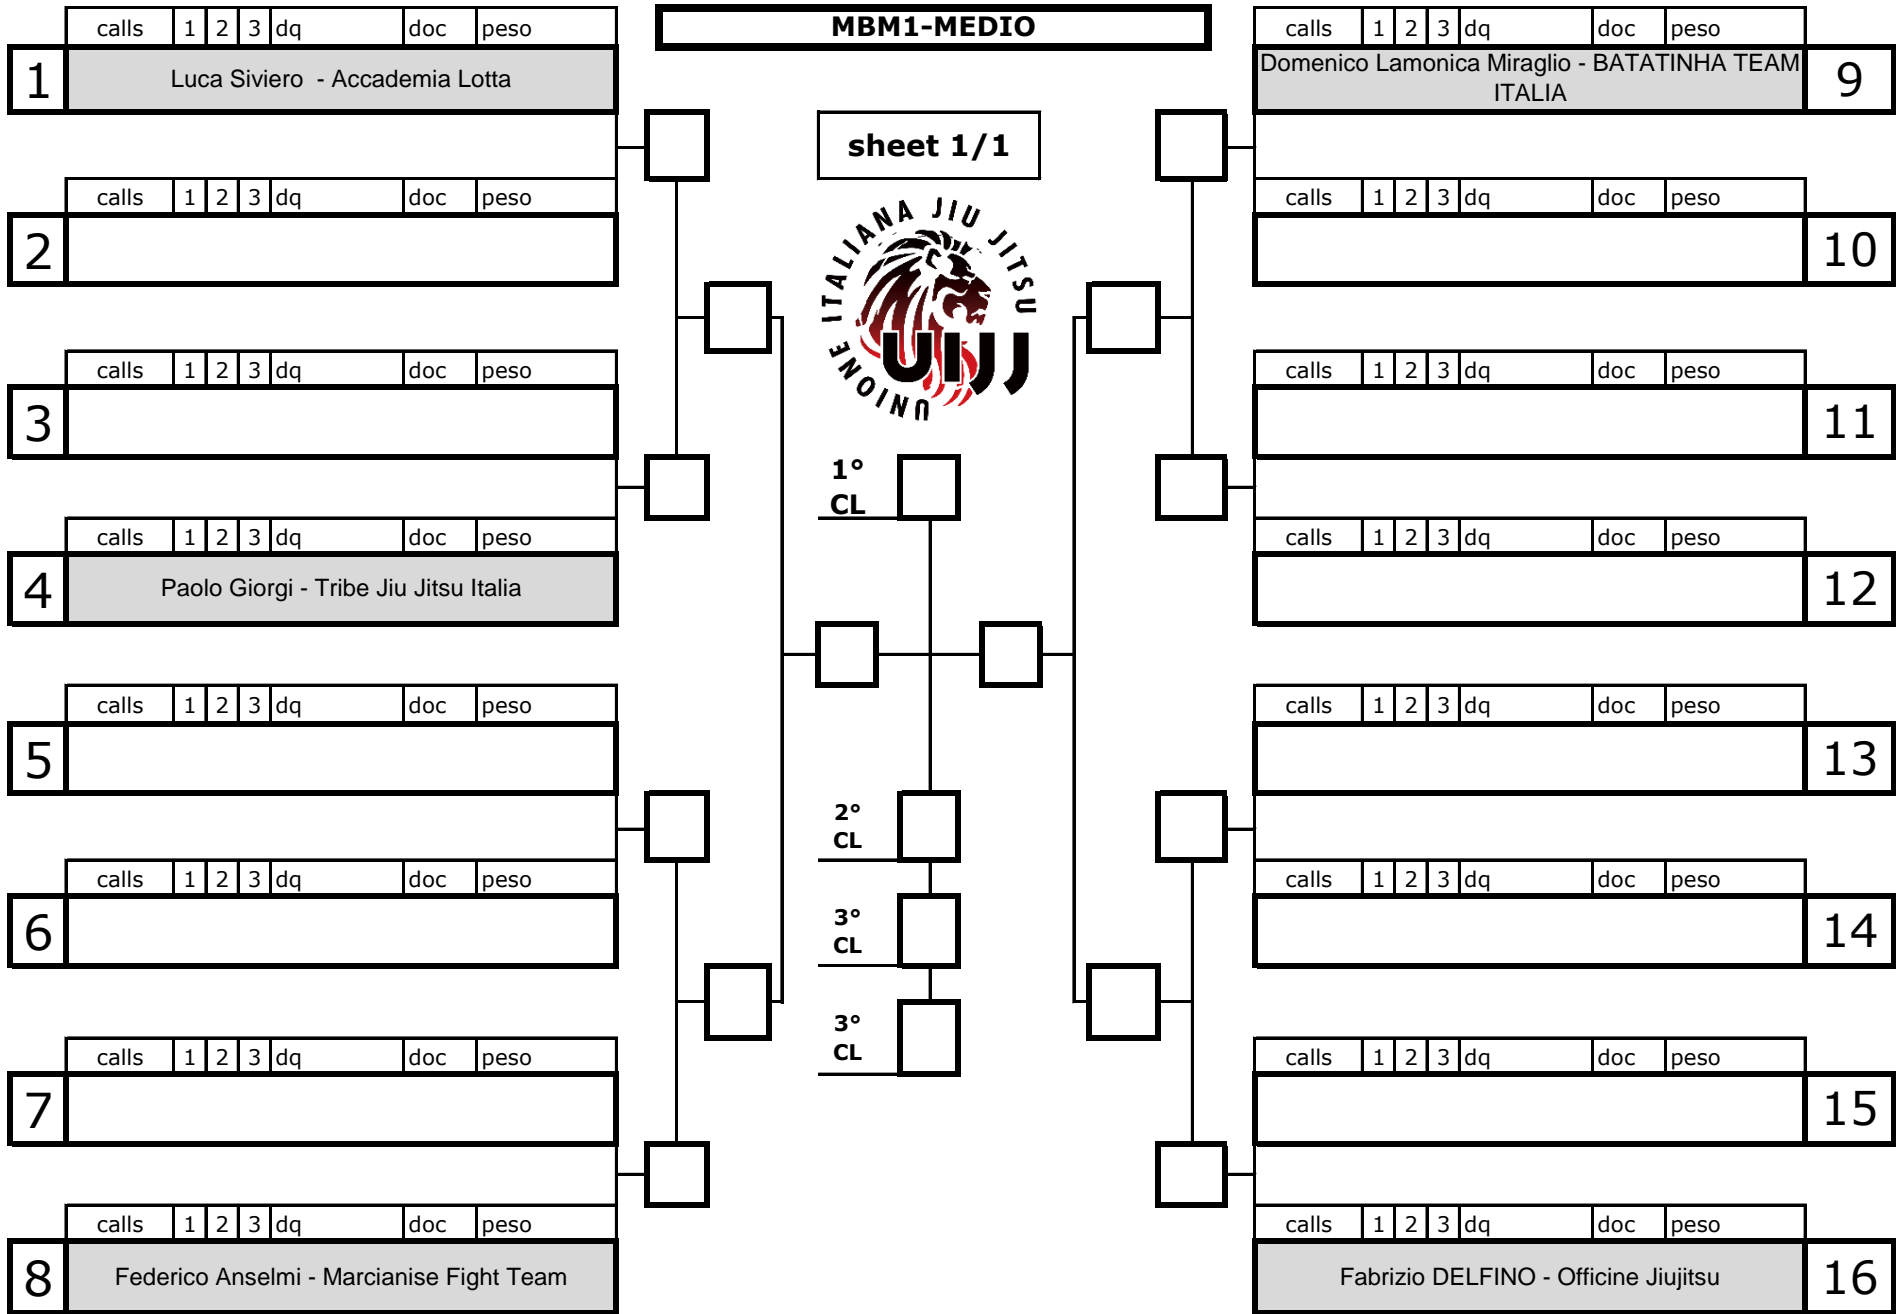 MBM1-MEDIO
sheet 1/1
UNIONE ITALIANA JIU JITSU
UIJJ
calls 1 2 3 dq doc peso
1 Luca Siviero - Accademia Lotta
calls 1 2 3 dq doc peso
2
calls 1 2 3 dq doc peso
3
calls 1 2 3 dq doc peso
4 Paolo Giorgi - Tribe Jiu Jitsu Italia
calls 1 2 3 dq doc peso
5
calls 1 2 3 dq doc peso
6
calls 1 2 3 dq doc peso
7
calls 1 2 3 dq doc peso
8 Federico Anselmi - Marcianise Fight Team
1°
CL
2°
CL
3°
CL
3°
CL
calls 1 2 3 dq doc peso
Domenico Lamonica Miraglio - BATATINHA TEAM
ITALIA
9
calls 1 2 3 dq doc peso
10
calls 1 2 3 dq doc peso
11
calls 1 2 3 dq doc peso
12
calls 1 2 3 dq doc peso
13
calls 1 2 3 dq doc peso
14
calls 1 2 3 dq doc peso
15
calls 1 2 3 dq doc peso
Fabrizio DELFINO - Officine Jiujitsu 16